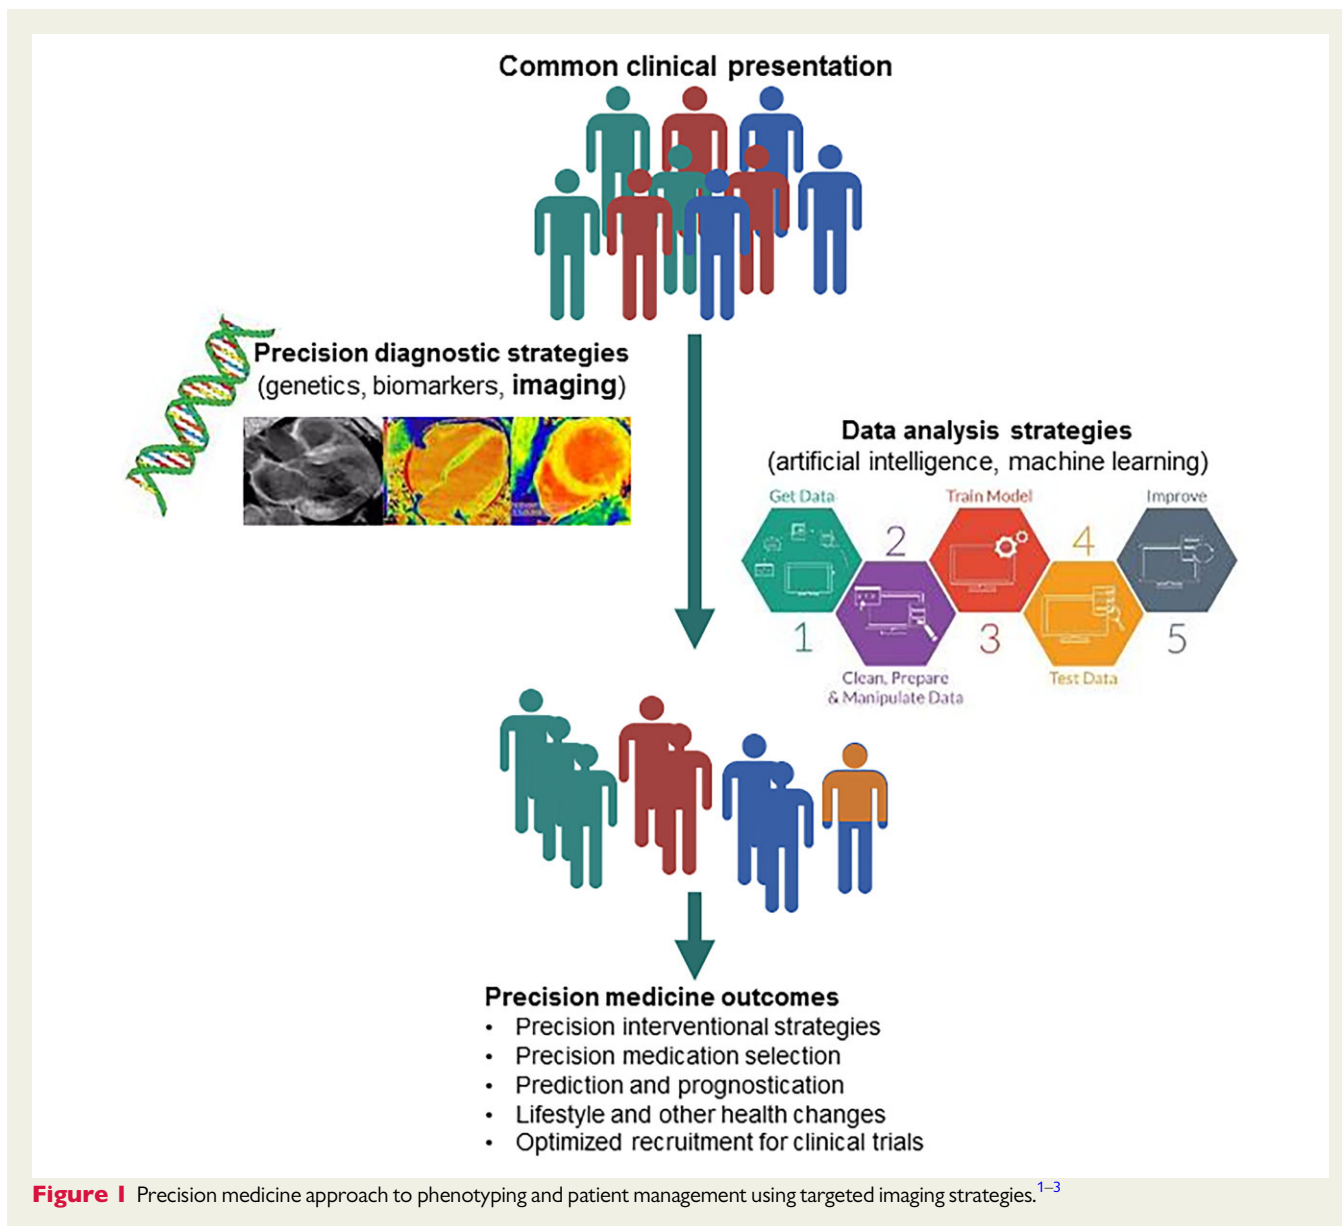 Common clinical presentation
Precision diagnostic strategies
(genetics, biomarkers, imaging)
Data analysis strategies
(artificial intelligence, machine learning)
Get Data
Train Model
Improve
2
4
1
3
5
Clean, Prepare
& Manipulate Data
Test Data
Precision medicine outcomes
• Precision interventional strategies
• Precision medication selection
• Prediction and prognostication
• Lifestyle and other health changes
• Optimized recruitment for clinical trials
Figure 1 Precision medicine approach to phenotyping and patient management using targeted imaging strategies.1–3